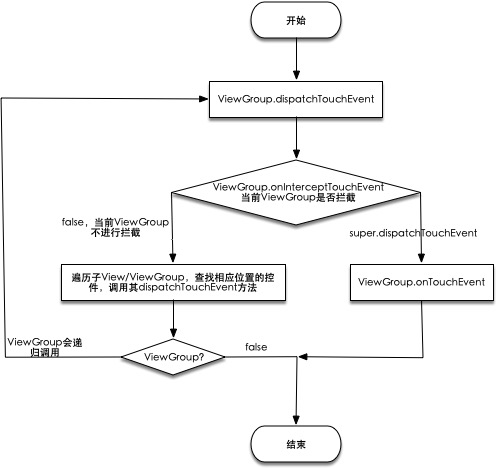 开始
ViewGroup.dispatchTouchEvent
ViewGroup.onInterceptTouchEvent
当前ViewGroup是否拦截
false，当前ViewGroup
不进行拦截
super.dispatchTouchEvent
遍历子View/ViewGroup，查找相应位置的控
件，调用其dispatchTouchEvent方法
ViewGroup.onTouchEvent
ViewGroup会递
归调用
ViewGroup?
false
结束